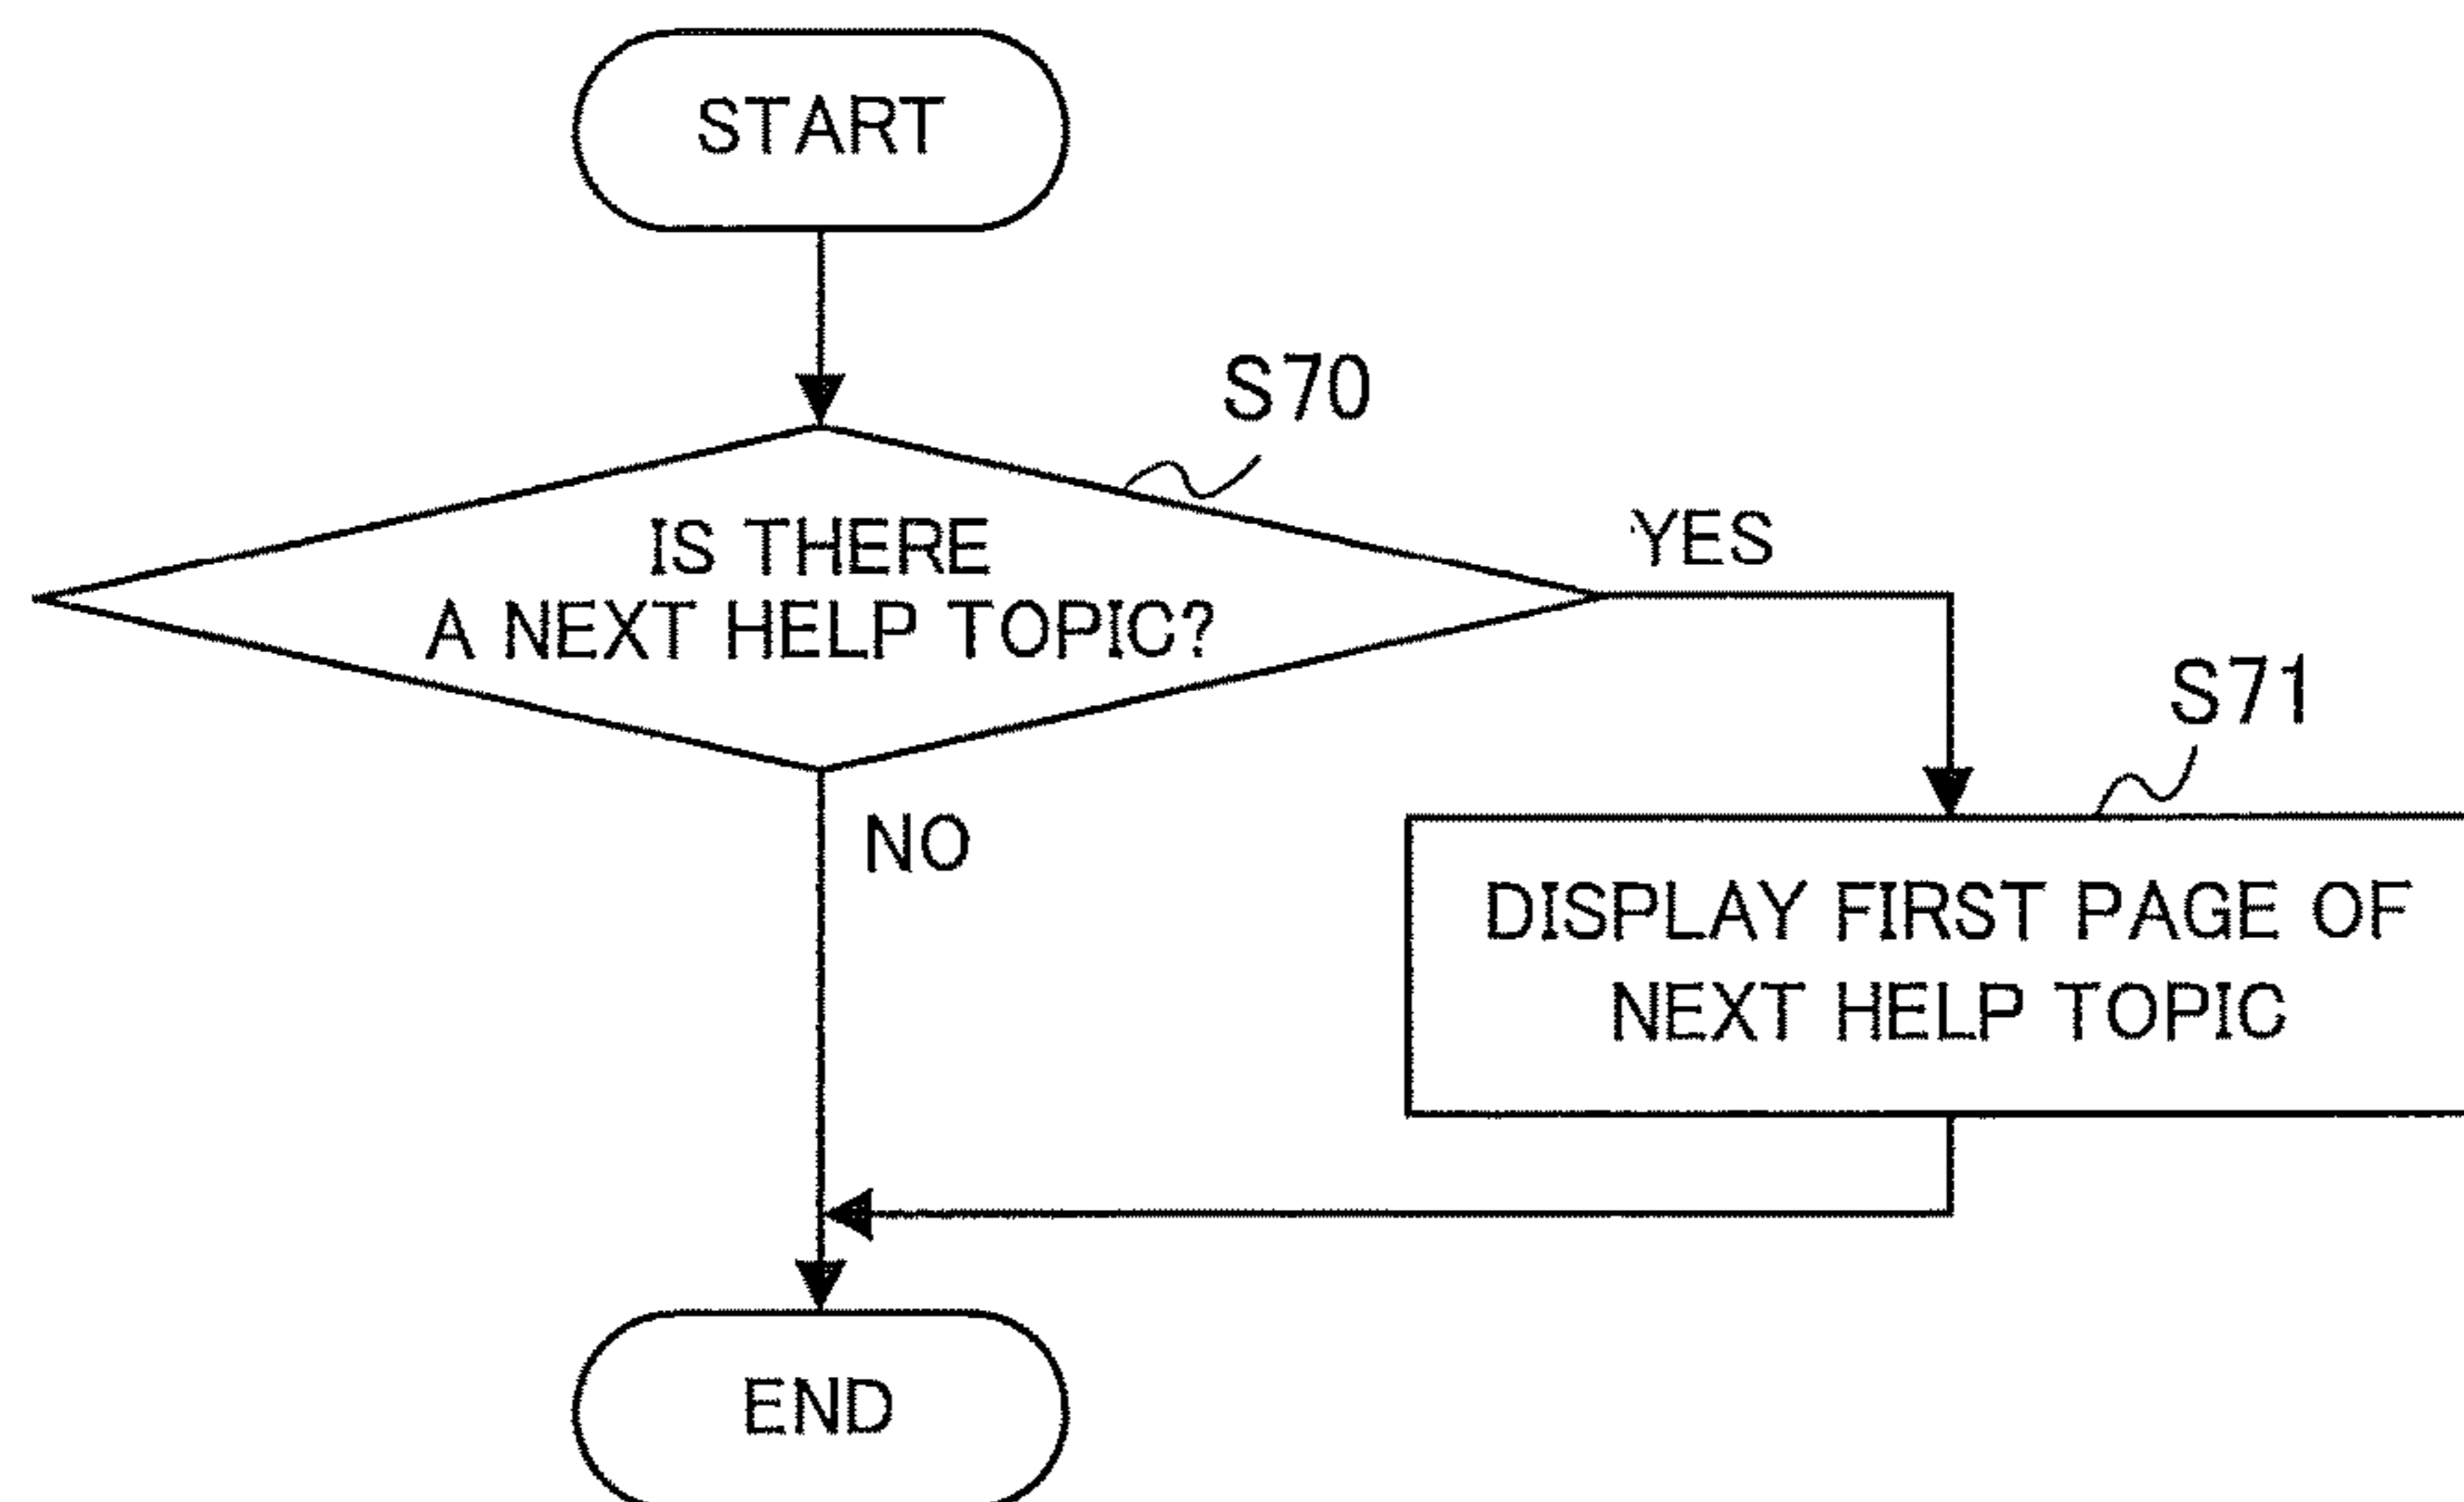 START
S70
IS THERE
A NEXT HELP TOPIC?
YES
S71
NO
DISPLAY FIRST PAGE OF
NEXT HELP TOPIC
END